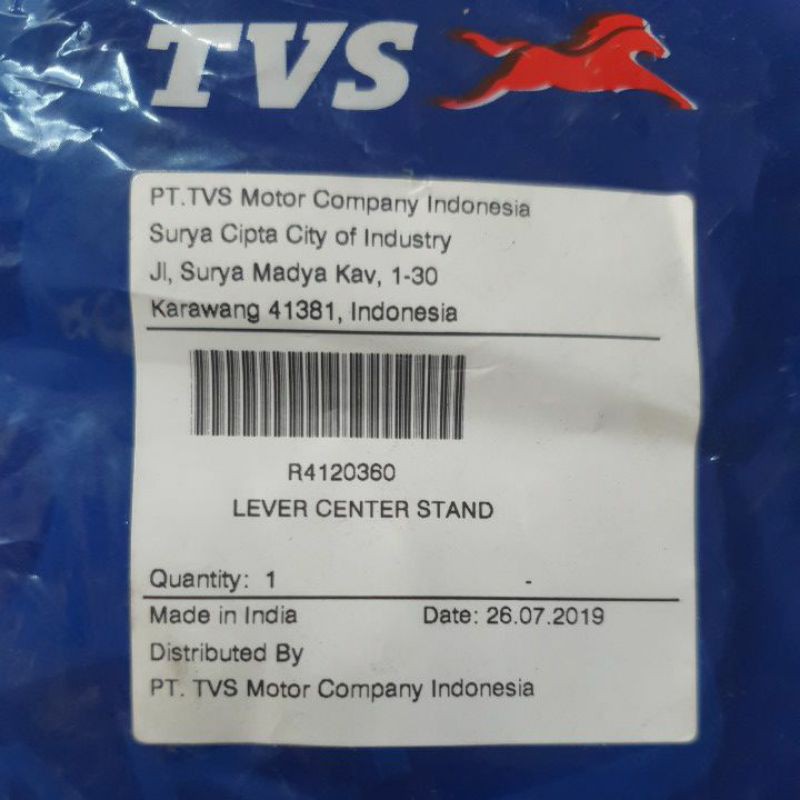 TVS
PT.TVS Motor Company Indonesia
Surya Cipta City of Industry
Jl, Surya Madya Kav, 1-30
Karawang 41381, Indonesia
R4120360
LEVER CENTER STAND
Quantity: 1 -
Made in India Date: 26.07.2019
Distributed By
PT. TVS Motor Company Indonesia